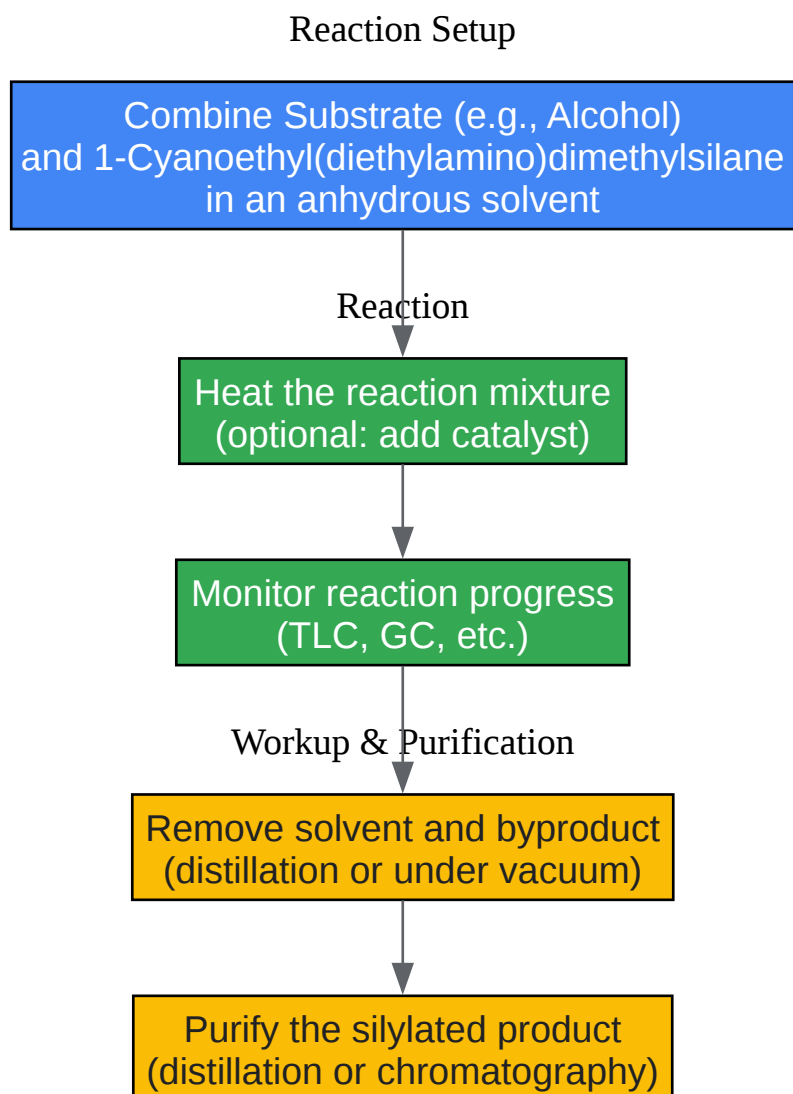 Reaction Setup
Combine Substrate (e.g., Alcohol)
and 1-Cyanoethyl(diethylamino)dimethylsilane
in an anhydrous solvent
Reaction
Heat the reaction mixture
(optional: add catalyst)
Monitor reaction progress
(TLC, GC, etc.)
Workup & Purification
Remove solvent and byproduct
(distillation or under vacuum)
Purify the silylated product
(distillation or chromatography)